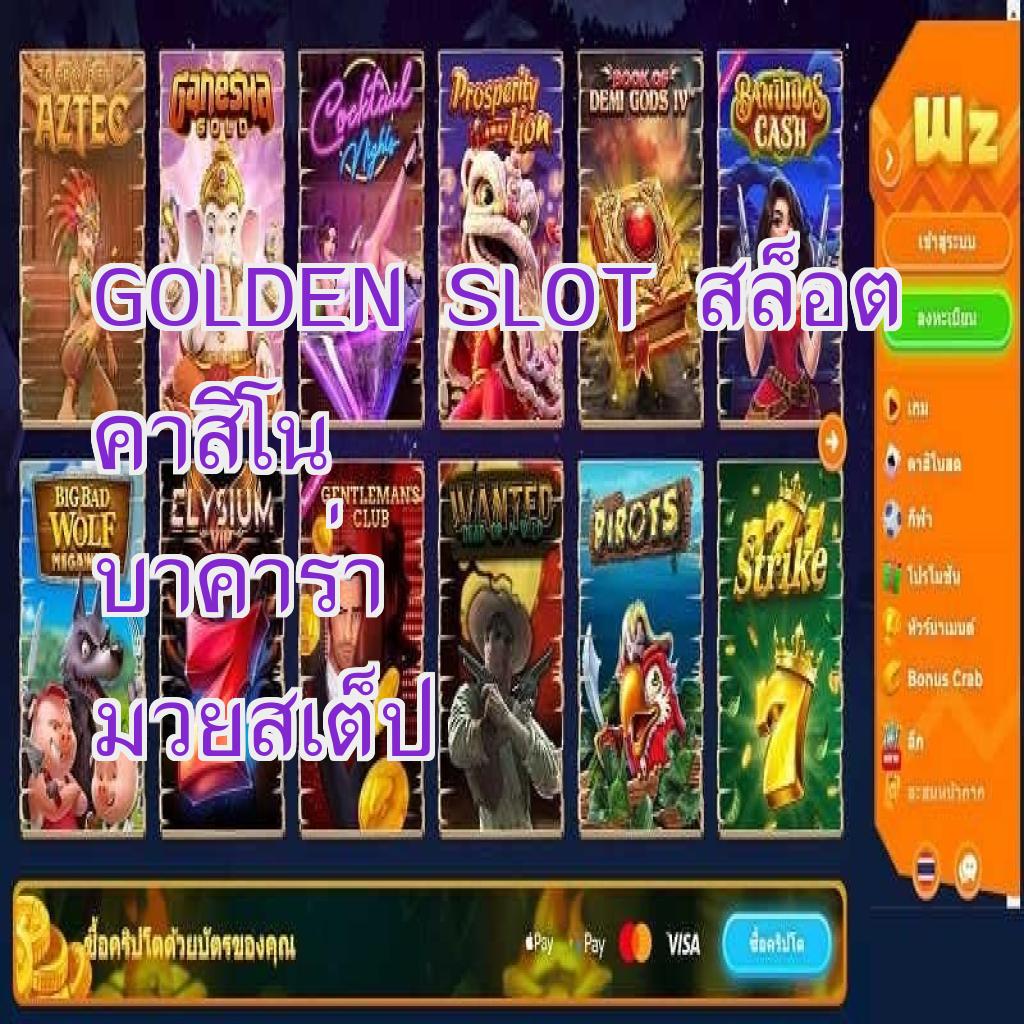 AZTEC
GANESHA
GOLD
Cocktail
Nights
Prosperity
Lion
BOOK OF
DEMI GODS IV
BANDIDOS
CASH
Wz
เข้าสู่ระบบ
ลงทะเบียน
GOLDEN SLOT สล็อต
คาสิโน
บาคาร่า
มวยสเต็ป
เกม
คาสิโนสด
กีฬา
โปรโมชั่น
ทัวร์นาเมนต์
Bonus Crab
BIG BAD
WOLF
ELYSIUM
VIP
GENTLEMAN'S
CLUB
WANTED
DEAD OR A WILD
PIROTS
777
Strike
7
ซื้อคริปโตด้วยบัตรของคุณ
Pay
Pay
VISA
ซื้อคริปโต